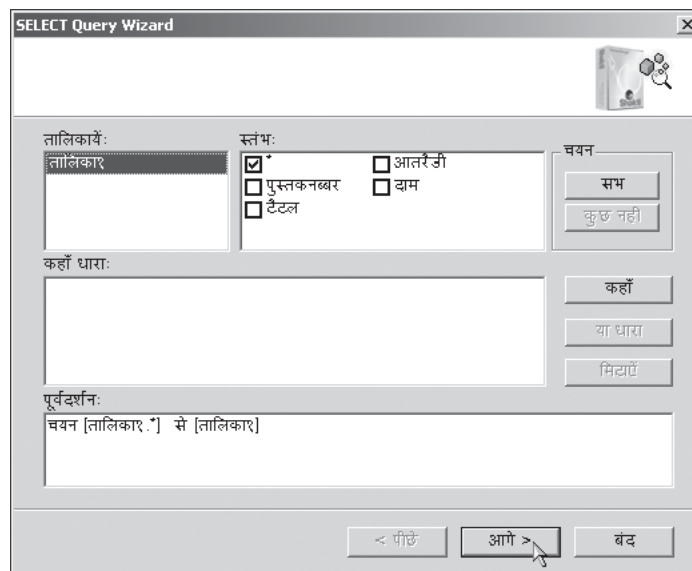 SELECT Query Wizard
Shakti
तालिकायें:
तालिका१
स्तंभ:
*
आतरैजी
पुस्तकनब्बर
दाम
टैटल
चयन
सभ
कुछ नही
कहाँ धारा:
कहाँ
या धारा
मिटाऐं
पूर्वदर्शन:
चयन [तालिका१.*] से [तालिका१]
< पीछे
आगे >
बंद